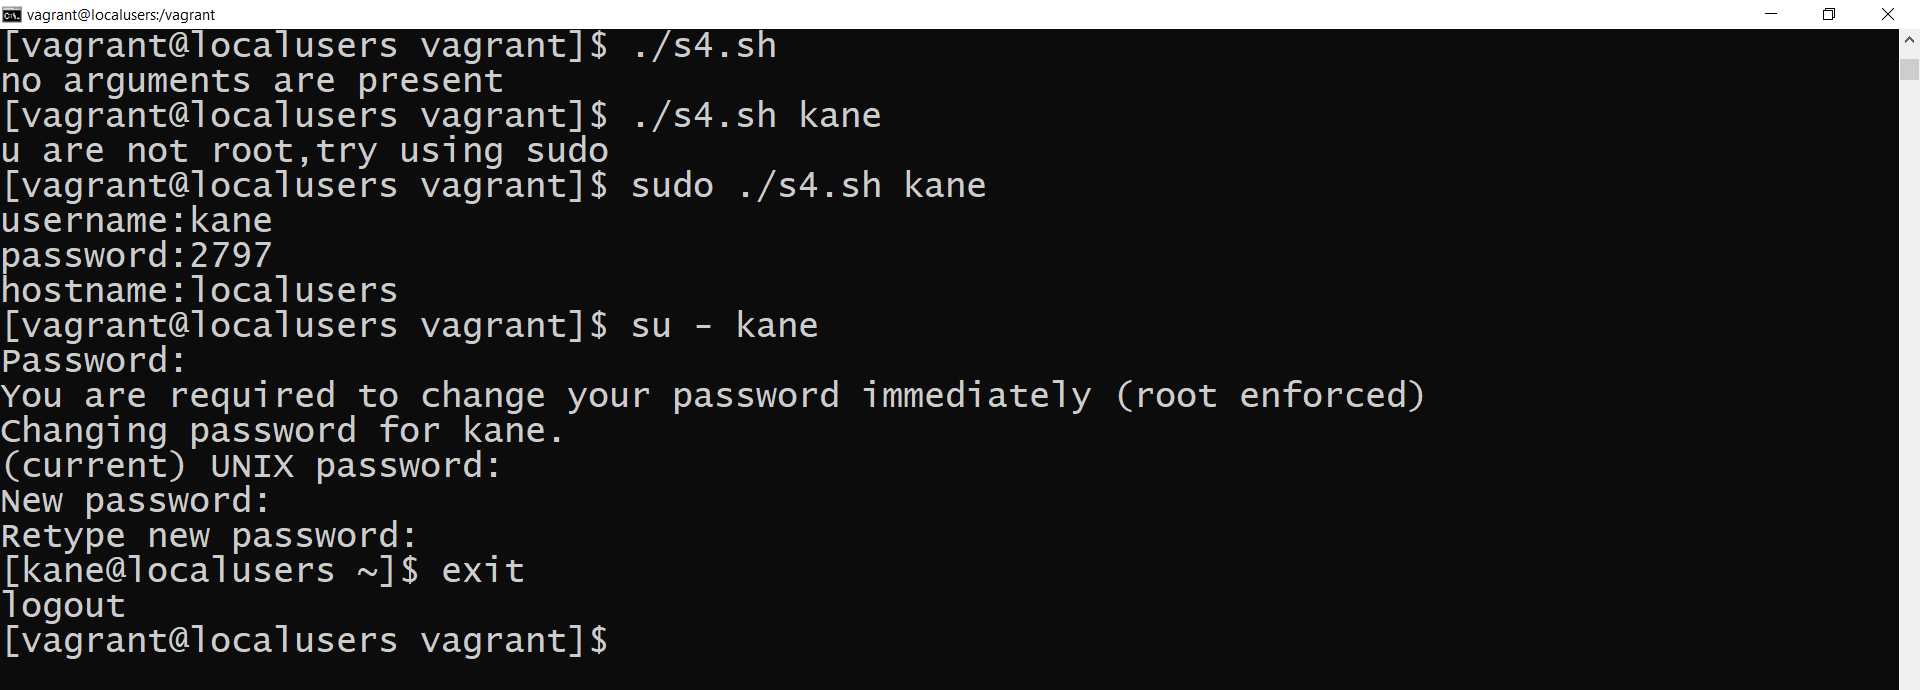 vagrant@localusers:/vagrant
[vagrant@localusers vagrant]$ ./s4.sh
no arguments are present
[vagrant@localusers vagrant]$ ./s4.sh kane
u are not root,try using sudo
[vagrant@localusers vagrant]$ sudo ./s4.sh kane
username:kane
password:2797
hostname:localusers
[vagrant@localusers vagrant]$ su - kane
Password:
You are required to change your password immediately (root enforced)
Changing password for kane.
(current) UNIX password:
New password:
Retype new password:
[kane@localusers ~]$ exit
logout
[vagrant@localusers vagrant]$